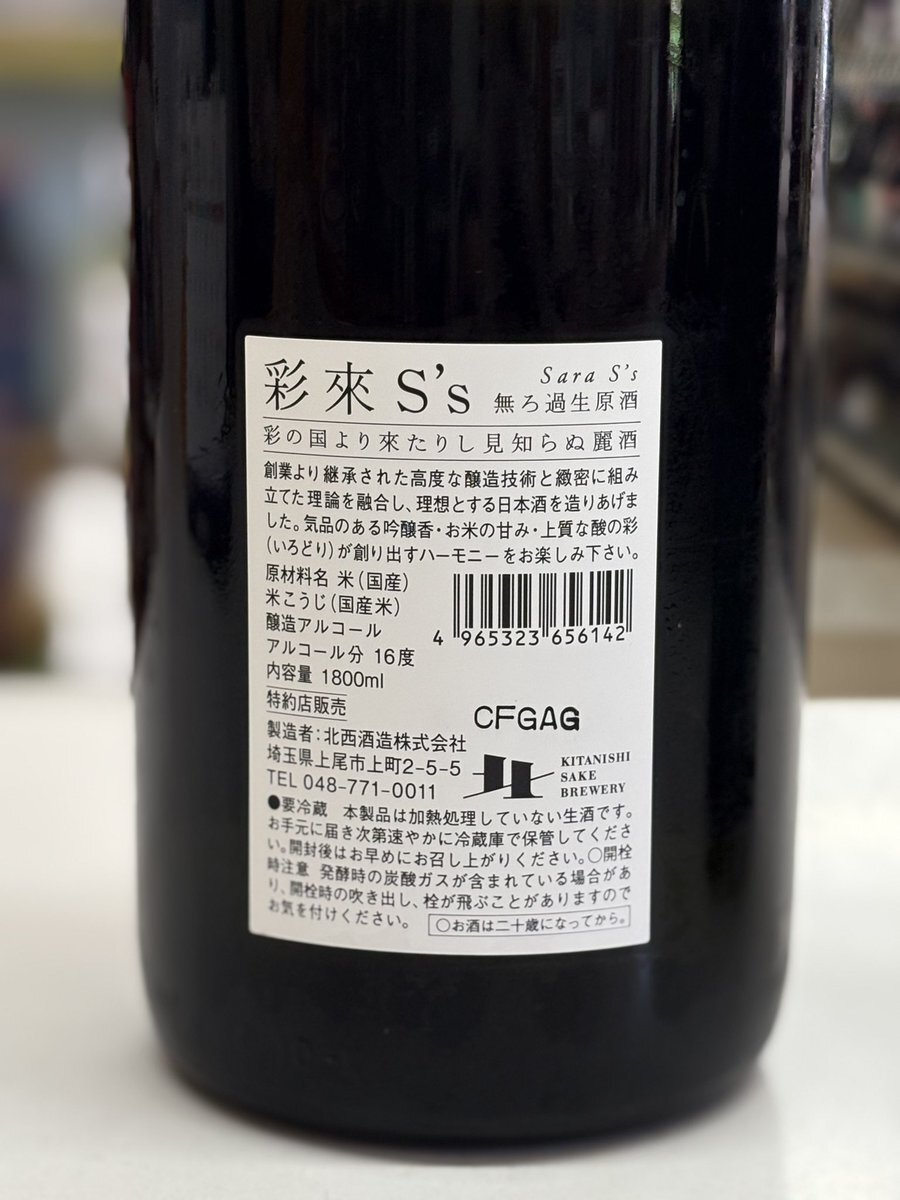 彩來 S's
Sara S's
無ろ過生原酒
彩の国より來たりし見知らぬ麗酒
創業より継承された高度な醸造技術と緻密に組み
立てた理論を融合し、理想とする日本酒を造りあげま
した。気品のある吟醸香・お米の甘み・上質な酸の彩
(いろどり)が創り出すハーモニーをお楽しみ下さい。
原材料名 米(国産)
米こうじ(国産米)
醸造アルコール
アルコール分 16度
内容量 1800ml
4 965323 656142
特約店販売
CFGAG
製造者:北西酒造株式会社
埼玉県上尾市上町2-5-5
TEL 048-771-0011
KITANISHI
SAKE
BREWERY
●要冷蔵 本製品は加熱処理していない生酒です。
お手元に届き次第速やかに冷蔵庫で保管してくださ
い。開封後はお早めにお召し上がりください。○開栓
時注意 発酵時の炭酸ガスが含まれている場合があ
り、開栓時の吹き出し、栓が飛ぶことがありますので
お気を付けください。
○お酒は二十歳になってから。